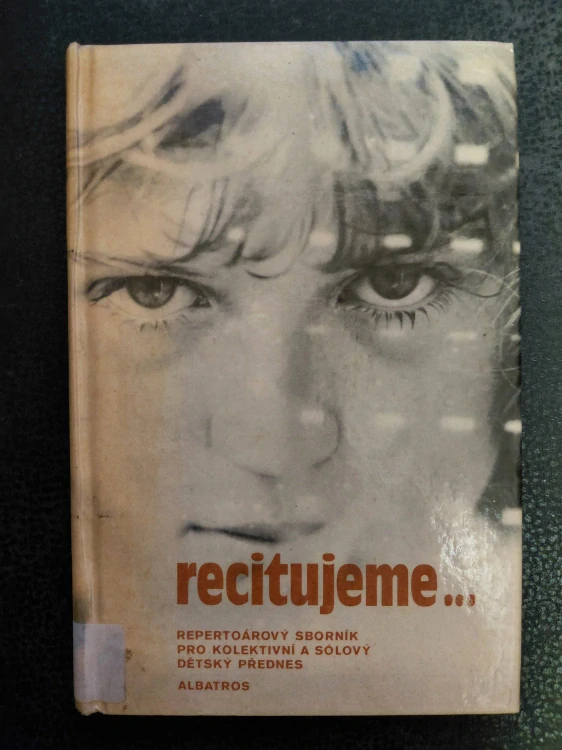 recitujeme...
REPERTOÁROVÝ SBORNÍK
PRO KOLEKTIVNÍ A SÓLOVÝ
DĚTSKÝ PŘEDNES
ALBATROS